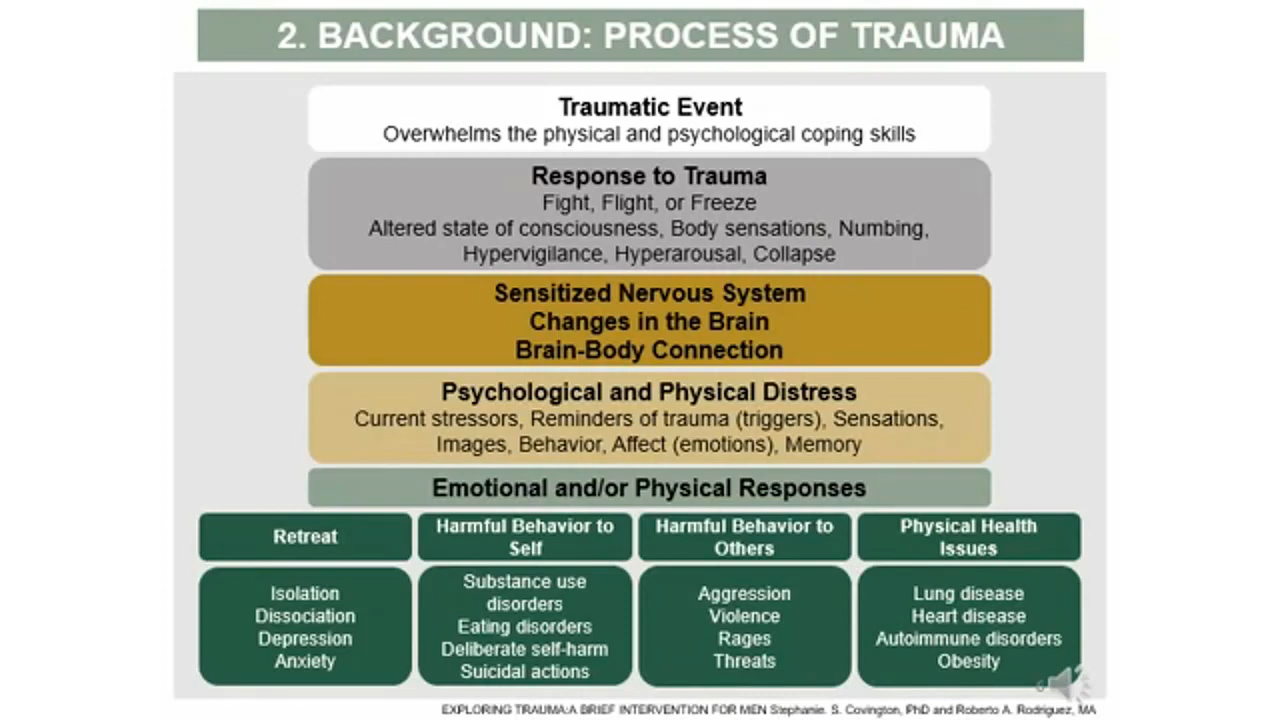 2. BACKGROUND: PROCESS OF TRAUMA
Traumatic Event
Overwhelms the physical and psychological coping skills
Response to Trauma
Fight, Flight, or Freeze
Altered state of consciousness, Body sensations, Numbing,
Hypervigilance, Hyperarousal, Collapse
Sensitized Nervous System
Changes in the Brain
Brain-Body Connection
Psychological and Physical Distress
Current stressors, Reminders of trauma (triggers), Sensations,
Images, Behavior, Affect (emotions), Memory
Emotional and/or Physical Responses
Retreat
Isolation
Dissociation
Depression
Anxiety
Harmful Behavior to
Self
Substance use
disorders
Eating disorders
Deliberate self-harm
Suicidal actions
Harmful Behavior to
Others
Aggression
Violence
Rages
Threats
Physical Health
Issues
Lung disease
Heart disease
Autoimmune disorders
Obesity
EXPLORING TRAUMA:A BRIEF INTERVENTION FOR MEN Stephanie. S. Covington, PhD and Roberto A. Rodriguez, MA